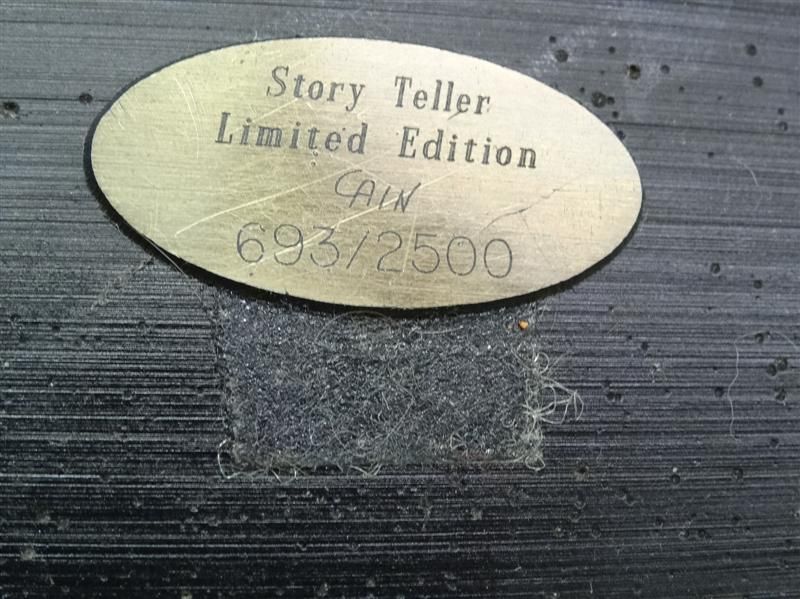 Story Teller
Limited Edition
CAIN
693/2500